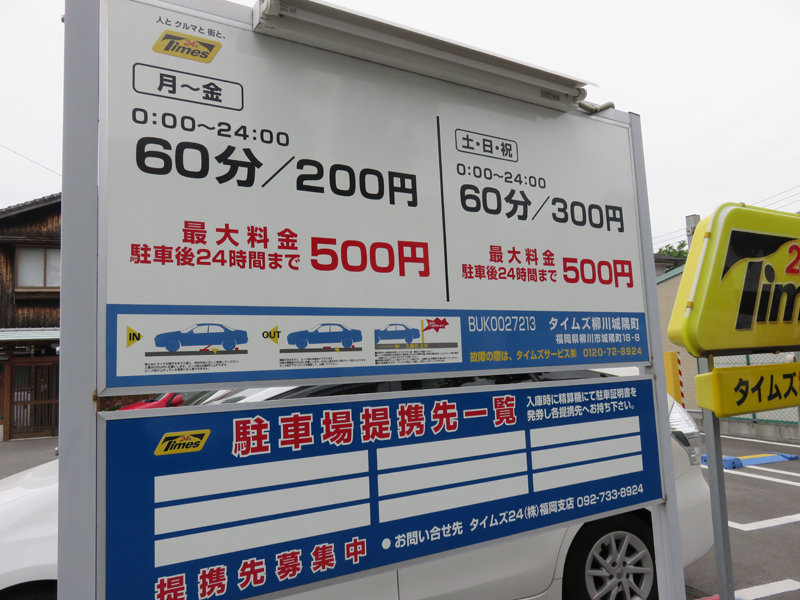 人と クルマと 街と、
24h
Times
月〜金
0:00〜24:00
60分/200円
最大料金
駐車後24時間まで 500円
土・日・祝
0:00〜24:00
60分/300円
最大料金
駐車後24時間まで 500円
IN
OUT
BUK0027213 タイムズ柳川城隅町
福岡県柳川市城隅町18-8
故障の際は、タイムズサービス㈱ 0120-72-8924
24h
Times
駐車場提携先一覧
入庫時に精算機にて駐車証明書を
発券し各提携先へお持ち下さい。
提携先募集中
●お問い合せ先 タイムズ24(株)福岡支店 092-733-8924
Times
タイムズ